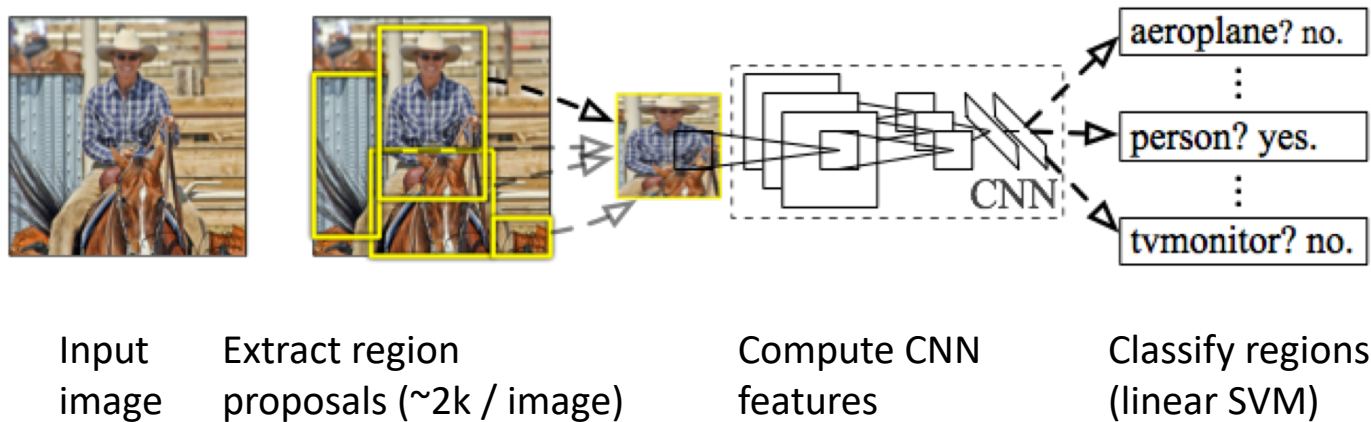 aeroplane? no.
⋮
person? yes.
CNN
⋮
tvmonitor? no.
Input image
Extract region proposals (~2k / image)
Compute CNN features
Classify regions (linear SVM)